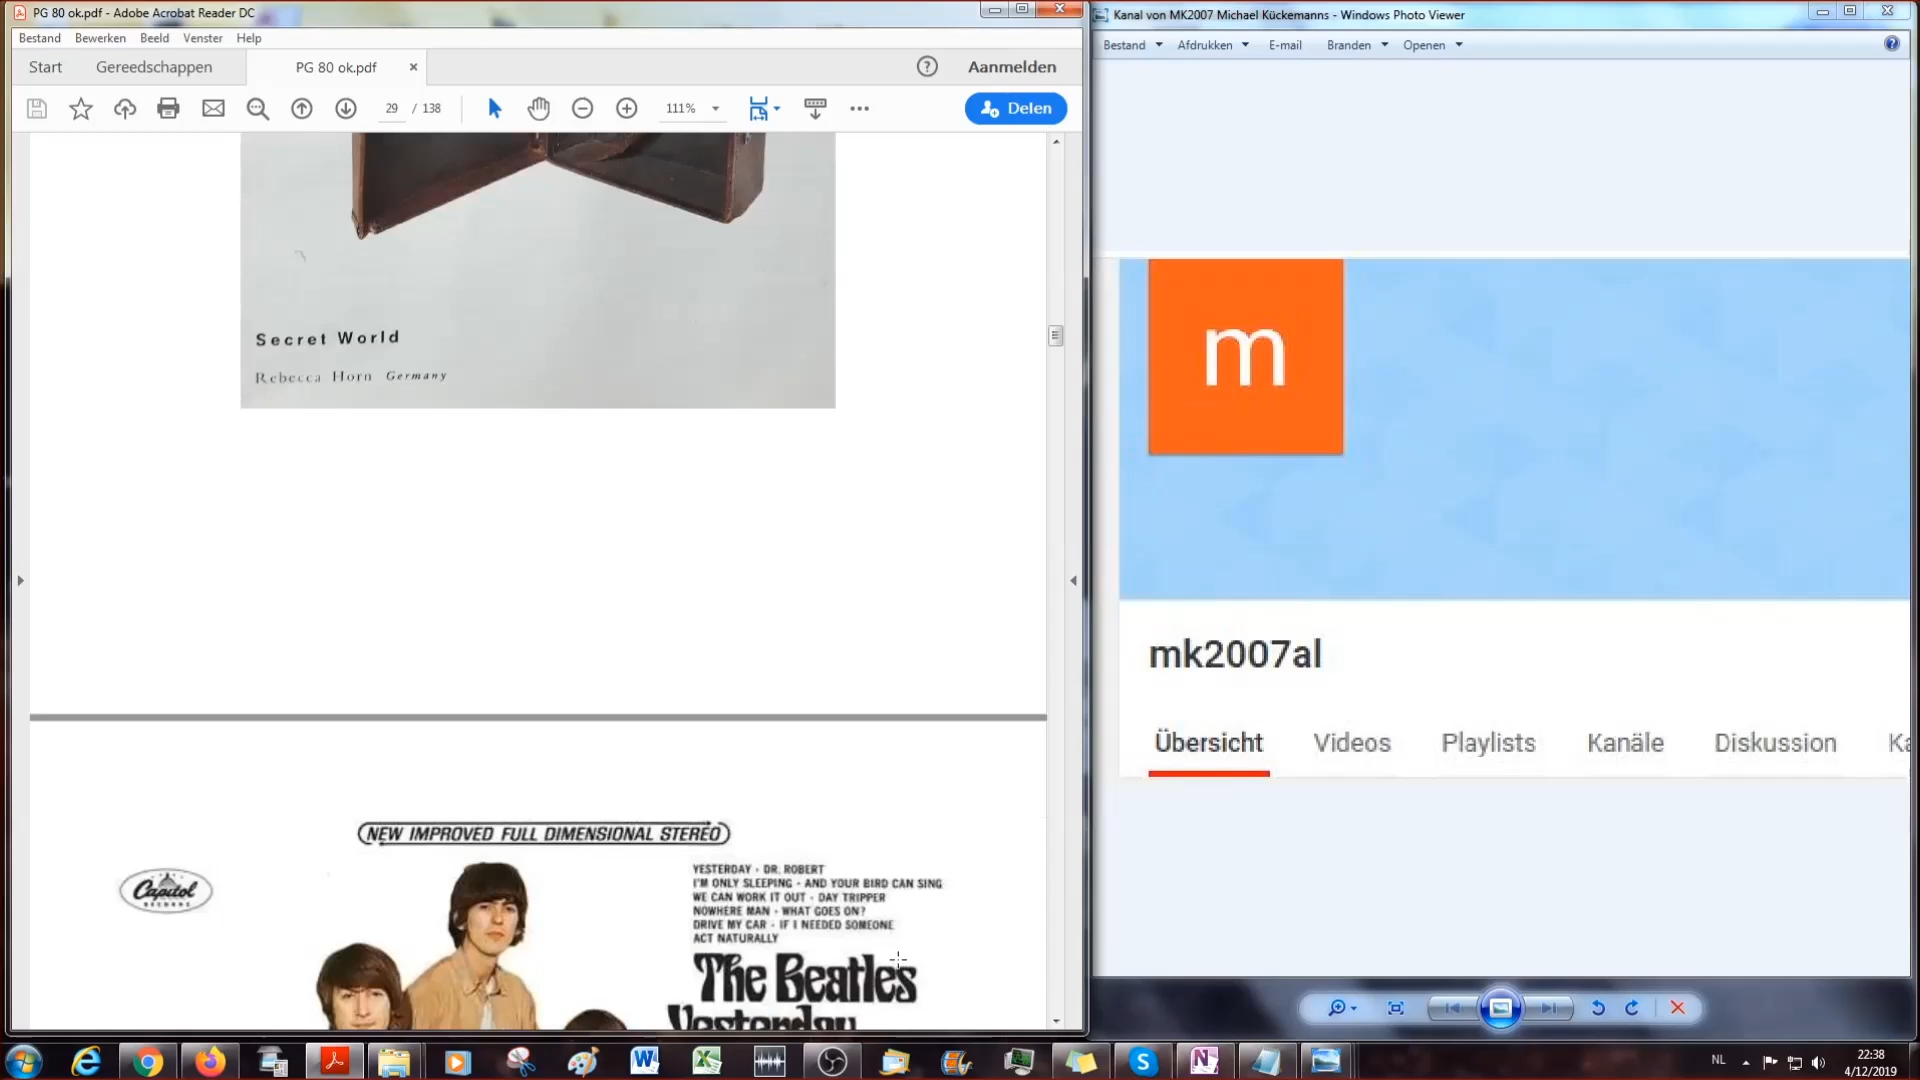 PG 80 ok.pdf - Adobe Acrobat Reader DC
Bestand Bewerken Beeld Venster Help
Start Gereedschappen PG 80 ok.pdf × Aanmelden
29 / 138 111% Delen
Secret World
Rebecca Horn Germany
NEW IMPROVED FULL DIMENSIONAL STEREO
Capitol
RECORDS
YESTERDAY · DR. ROBERT
I'M ONLY SLEEPING · AND YOUR BIRD CAN SING
WE CAN WORK IT OUT · DAY TRIPPER
NOWHERE MAN · WHAT GOES ON?
DRIVE MY CAR · IF I NEEDED SOMEONE
ACT NATURALLY
The Beatles
Yesterday
Kanal von MK2007 Michael Kückemanns - Windows Photo Viewer
Bestand Afdrukken E-mail Branden Openen
m
mk2007al
Übersicht Videos Playlists Kanäle Diskussion Ka
NL 22:38
4/12/2019